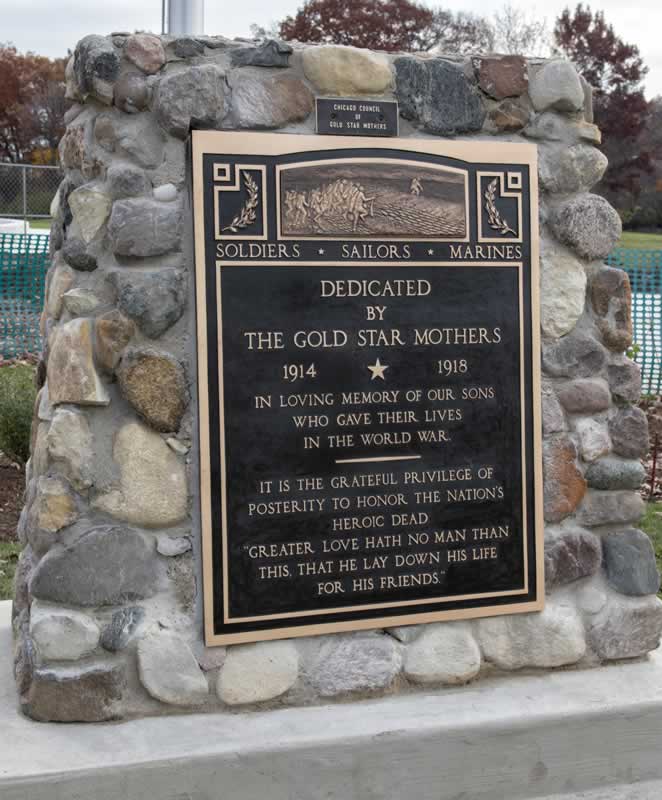 CHICAGO COUNCIL
OF
GOLD STAR MOTHERS
SOLDIERS ★ SAILORS ★ MARINES
DEDICATED
BY
THE GOLD STAR MOTHERS
1914 ★ 1918
IN LOVING MEMORY OF OUR SONS
WHO GAVE THEIR LIVES
IN THE WORLD WAR.
IT IS THE GRATEFUL PRIVILEGE OF
POSTERITY TO HONOR THE NATION'S
HEROIC DEAD
"GREATER LOVE HATH NO MAN THAN
THIS, THAT HE LAY DOWN HIS LIFE
FOR HIS FRIENDS."